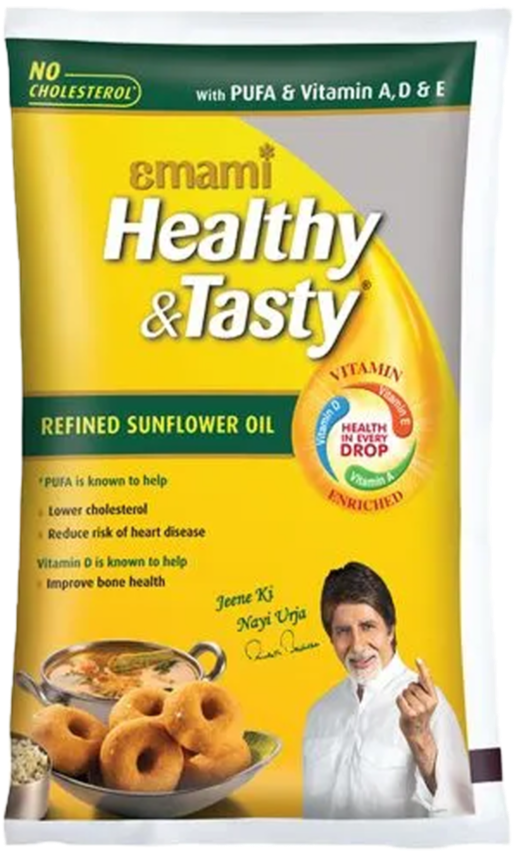 NO
CHOLESTEROL*
With PUFA & Vitamin A, D & E
emami*
Healthy
&Tasty®
VITAMIN
Vitamin D
Vitamin E
HEALTH
IN EVERY
DROP
Vitamin A
ENRICHED
REFINED SUNFLOWER OIL
*PUFA is known to help
Lower cholesterol
Reduce risk of heart disease
Vitamin D is known to help
Improve bone health
Jeene Ki
Nayi Urja